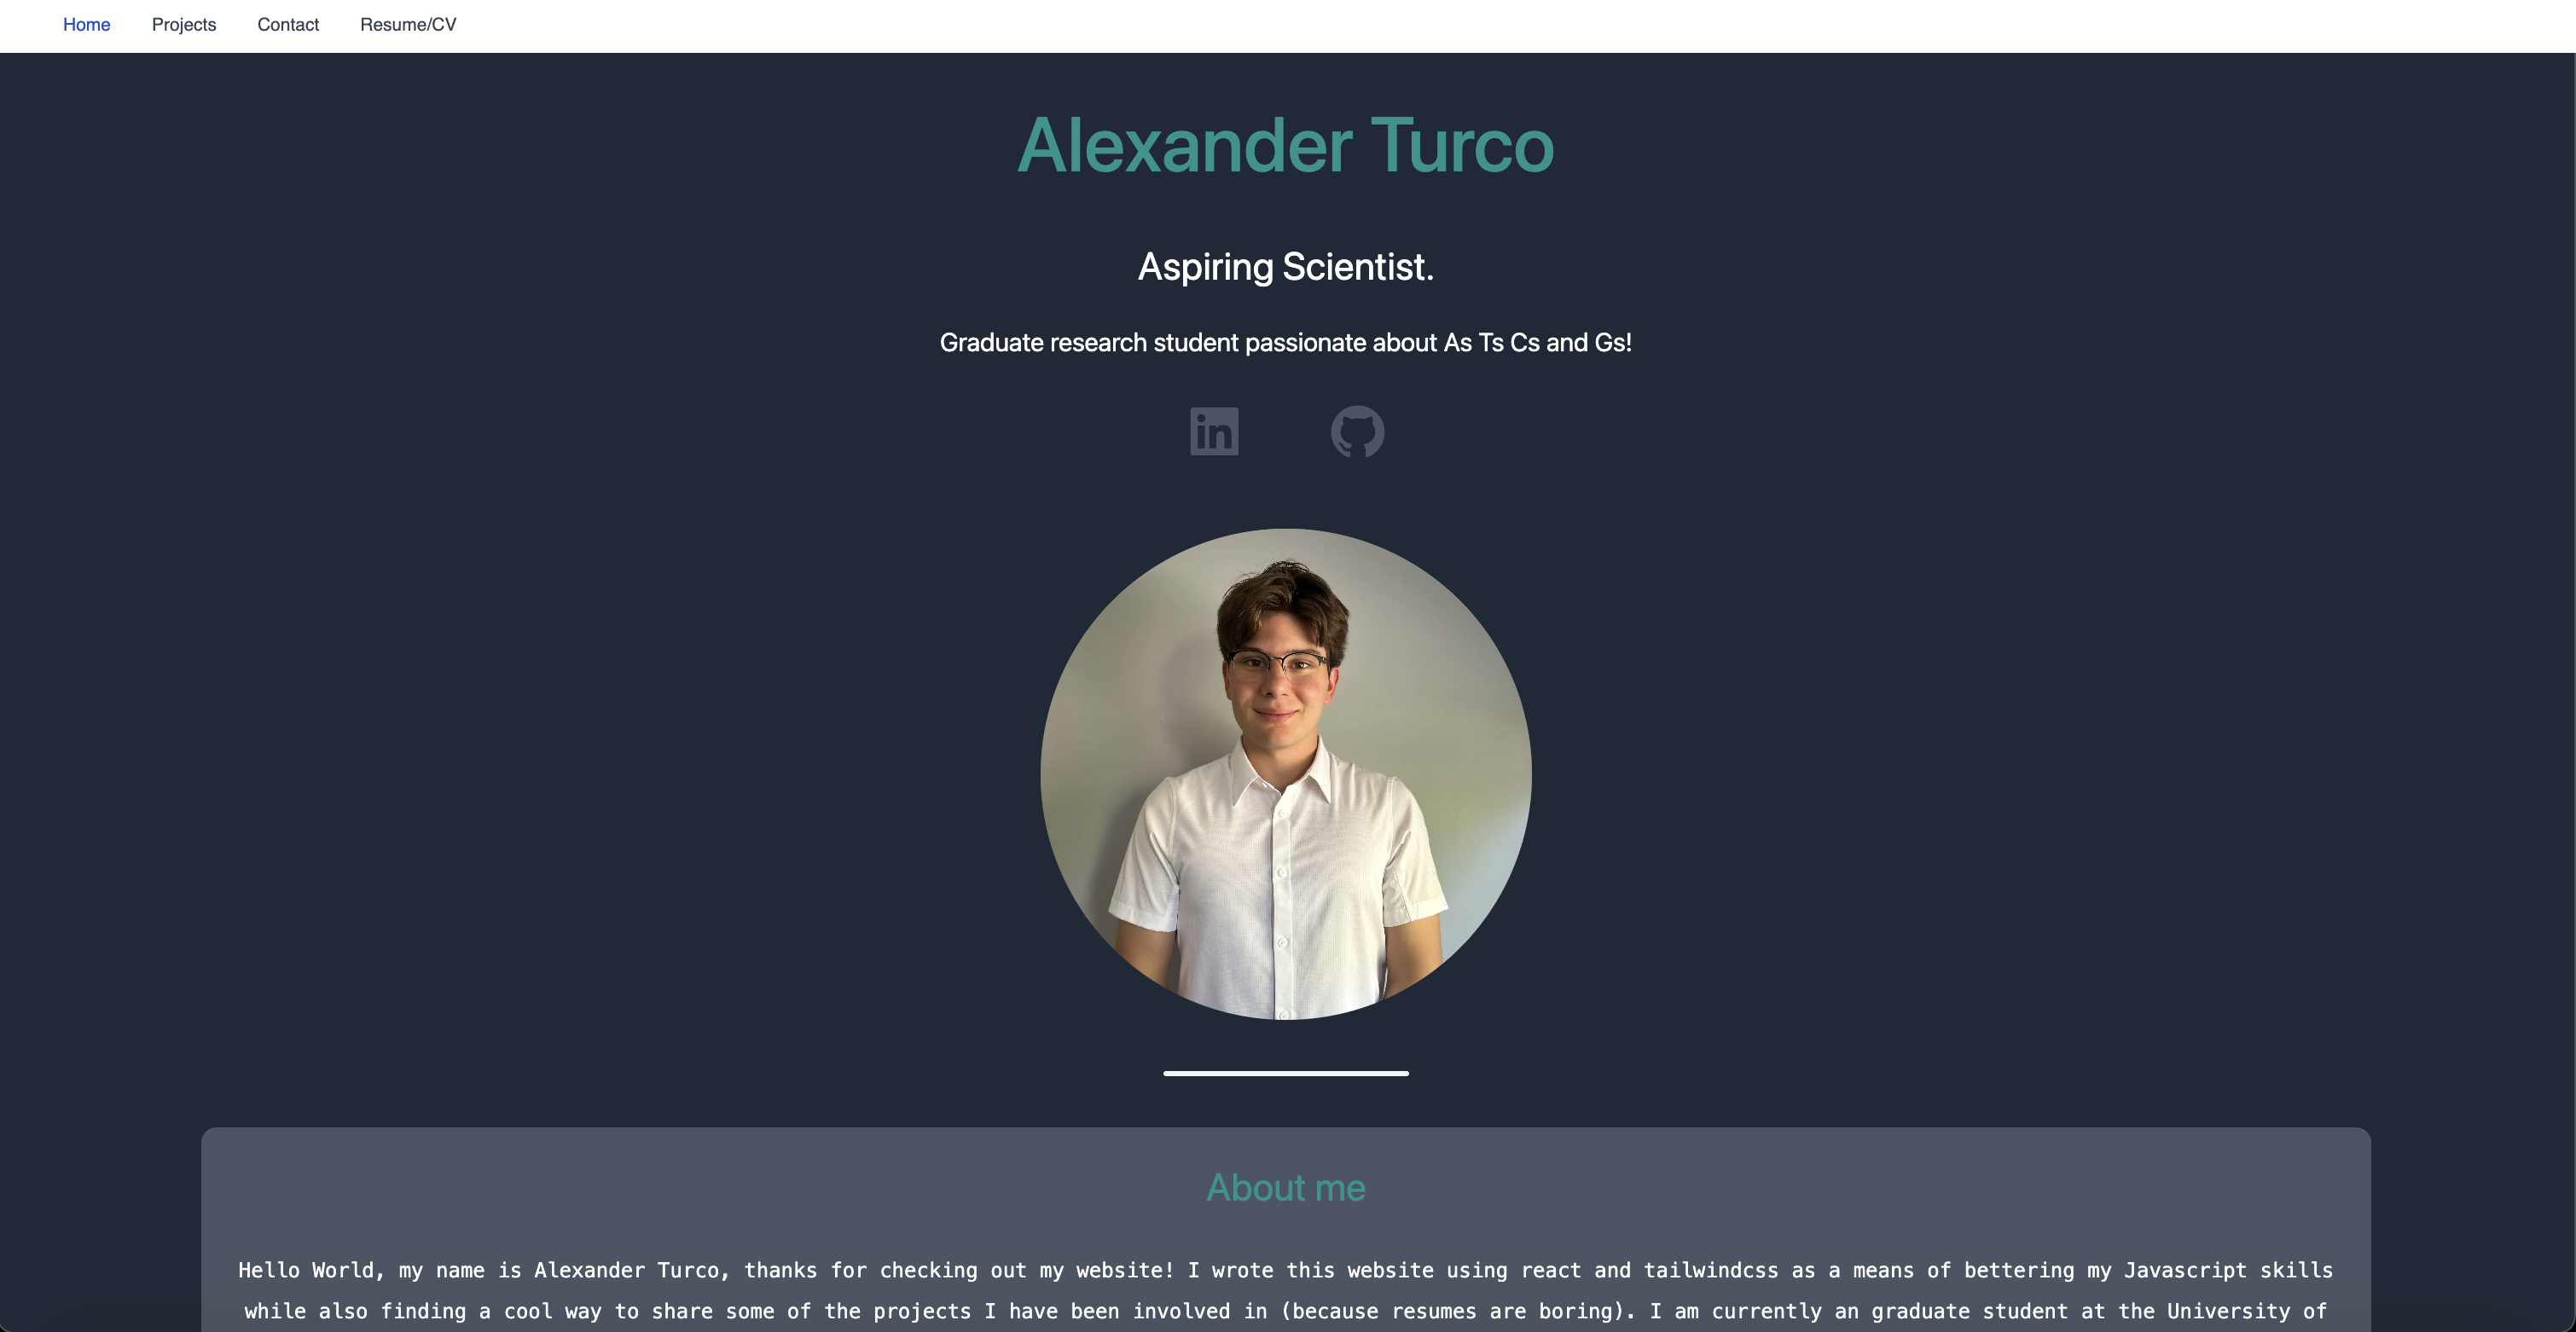 Home Projects Contact Resume/CV
Alexander Turco
Aspiring Scientist.
Graduate research student passionate about As Ts Cs and Gs!
in
About me
Hello World, my name is Alexander Turco, thanks for checking out my website! I wrote this website using react and tailwindcss as a means of bettering my Javascript skills
while also finding a cool way to share some of the projects I have been involved in (because resumes are boring). I am currently an graduate student at the University of